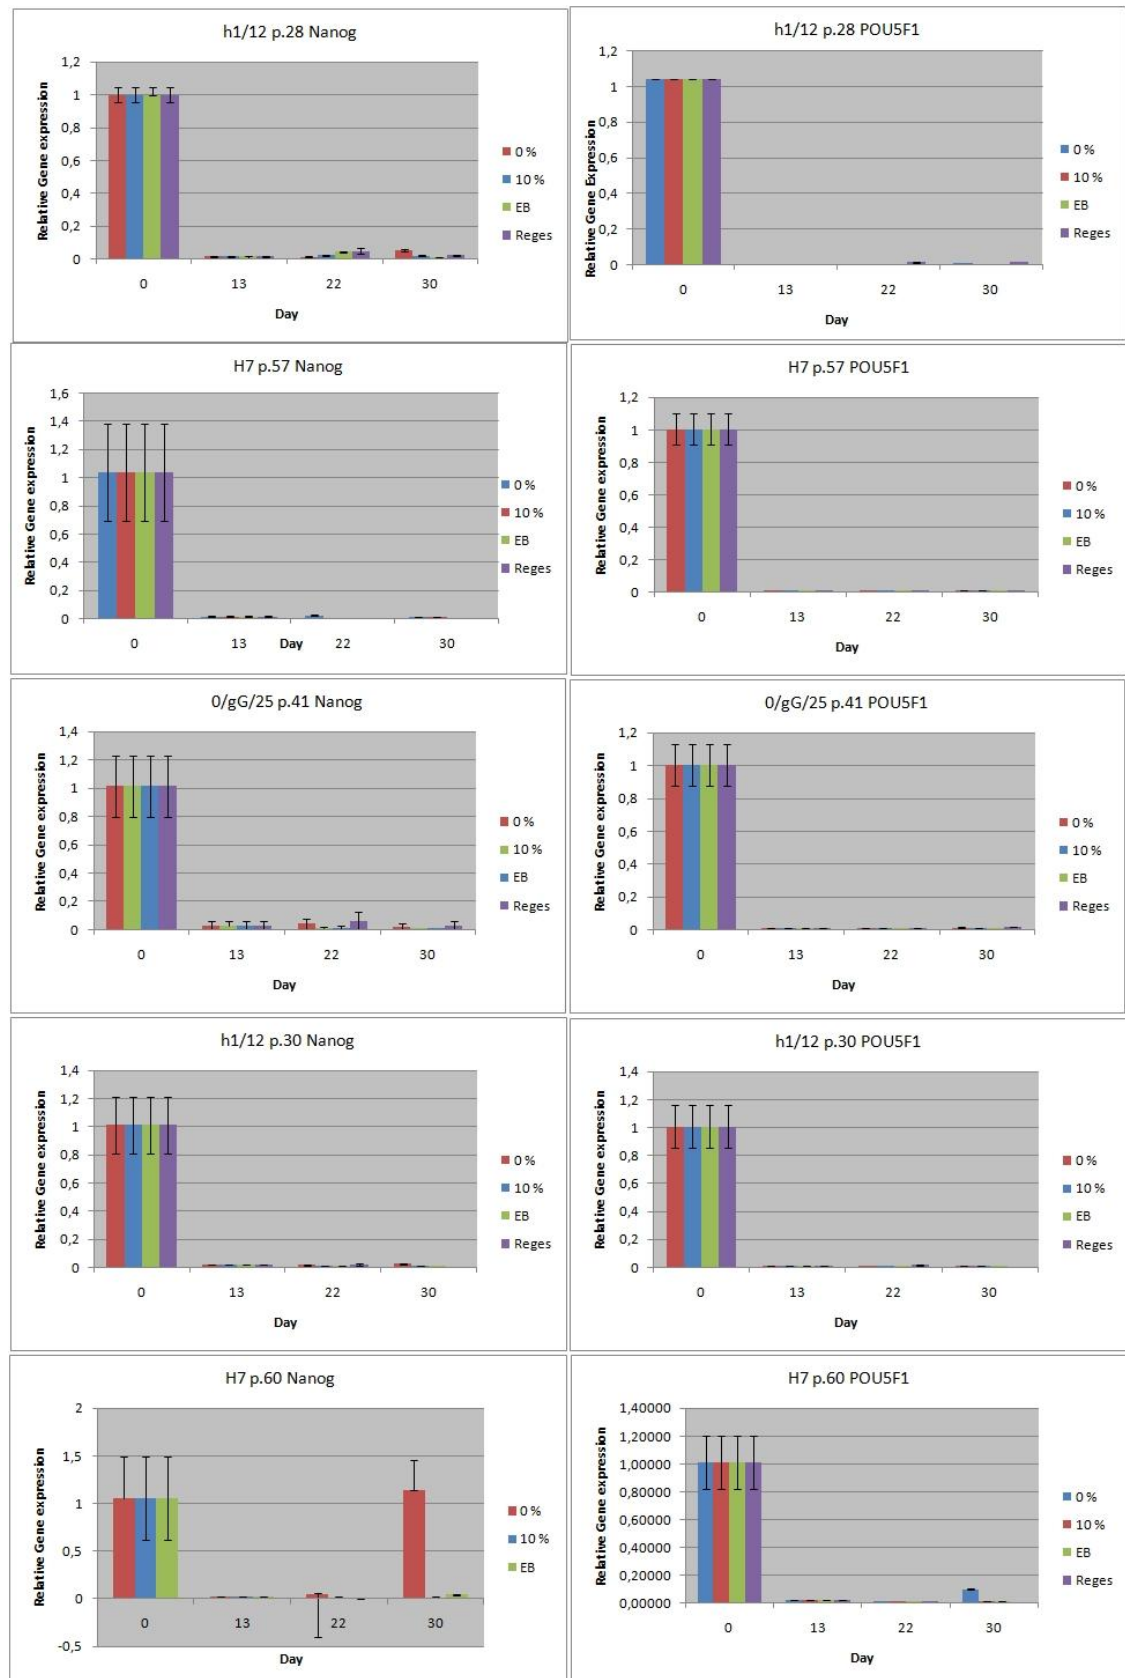 h1/12 p.28 Nanog
Relative Gene expression
1,2
1
0,8
0,6
0,4
0,2
0
0 13 22 30
Day
0 %
10 %
EB
Reges
h1/12 p.28 POU5F1
Relative Gene Expression
1,2
1
0,8
0,6
0,4
0,2
0
0 13 22 30
Day
0 %
10 %
EB
Reges
H7 p.57 Nanog
Relative Gene expression
1,6
1,4
1,2
1
0,8
0,6
0,4
0,2
0
0 13 22 30
Day
0 %
10 %
EB
Reges
H7 p.57 POU5F1
Relative Gene expression
1,2
1
0,8
0,6
0,4
0,2
0
0 13 22 30
Day
0 %
10 %
EB
Reges
0/gG/25 p.41 Nanog
Relative Gene expression
1,4
1,2
1
0,8
0,6
0,4
0,2
0
0 13 22 30
Day
0 %
10 %
EB
Reges
0/gG/25 p.41 POU5F1
Relative Gene expression
1,2
1
0,8
0,6
0,4
0,2
0
0 13 22 30
Day
0 %
10 %
EB
Reges
h1/12 p.30 Nanog
Relative Gene expression
1,4
1,2
1
0,8
0,6
0,4
0,2
0
0 13 22 30
Day
0 %
10 %
EB
Reges
h1/12 p.30 POU5F1
Relative Gene expression
1,4
1,2
1
0,8
0,6
0,4
0,2
0
0 13 22 30
Day
0 %
10 %
EB
Reges
H7 p.60 Nanog
Relative Gene expression
2
1,5
1
0,5
0
-0,5
0 13 22 30
Day
0 %
10 %
EB
H7 p.60 POU5F1
Relative Gene expression
1,40000
1,20000
1,00000
0,80000
0,60000
0,40000
0,20000
0,00000
0 13 22 30
Day
0 %
10 %
EB
Reges